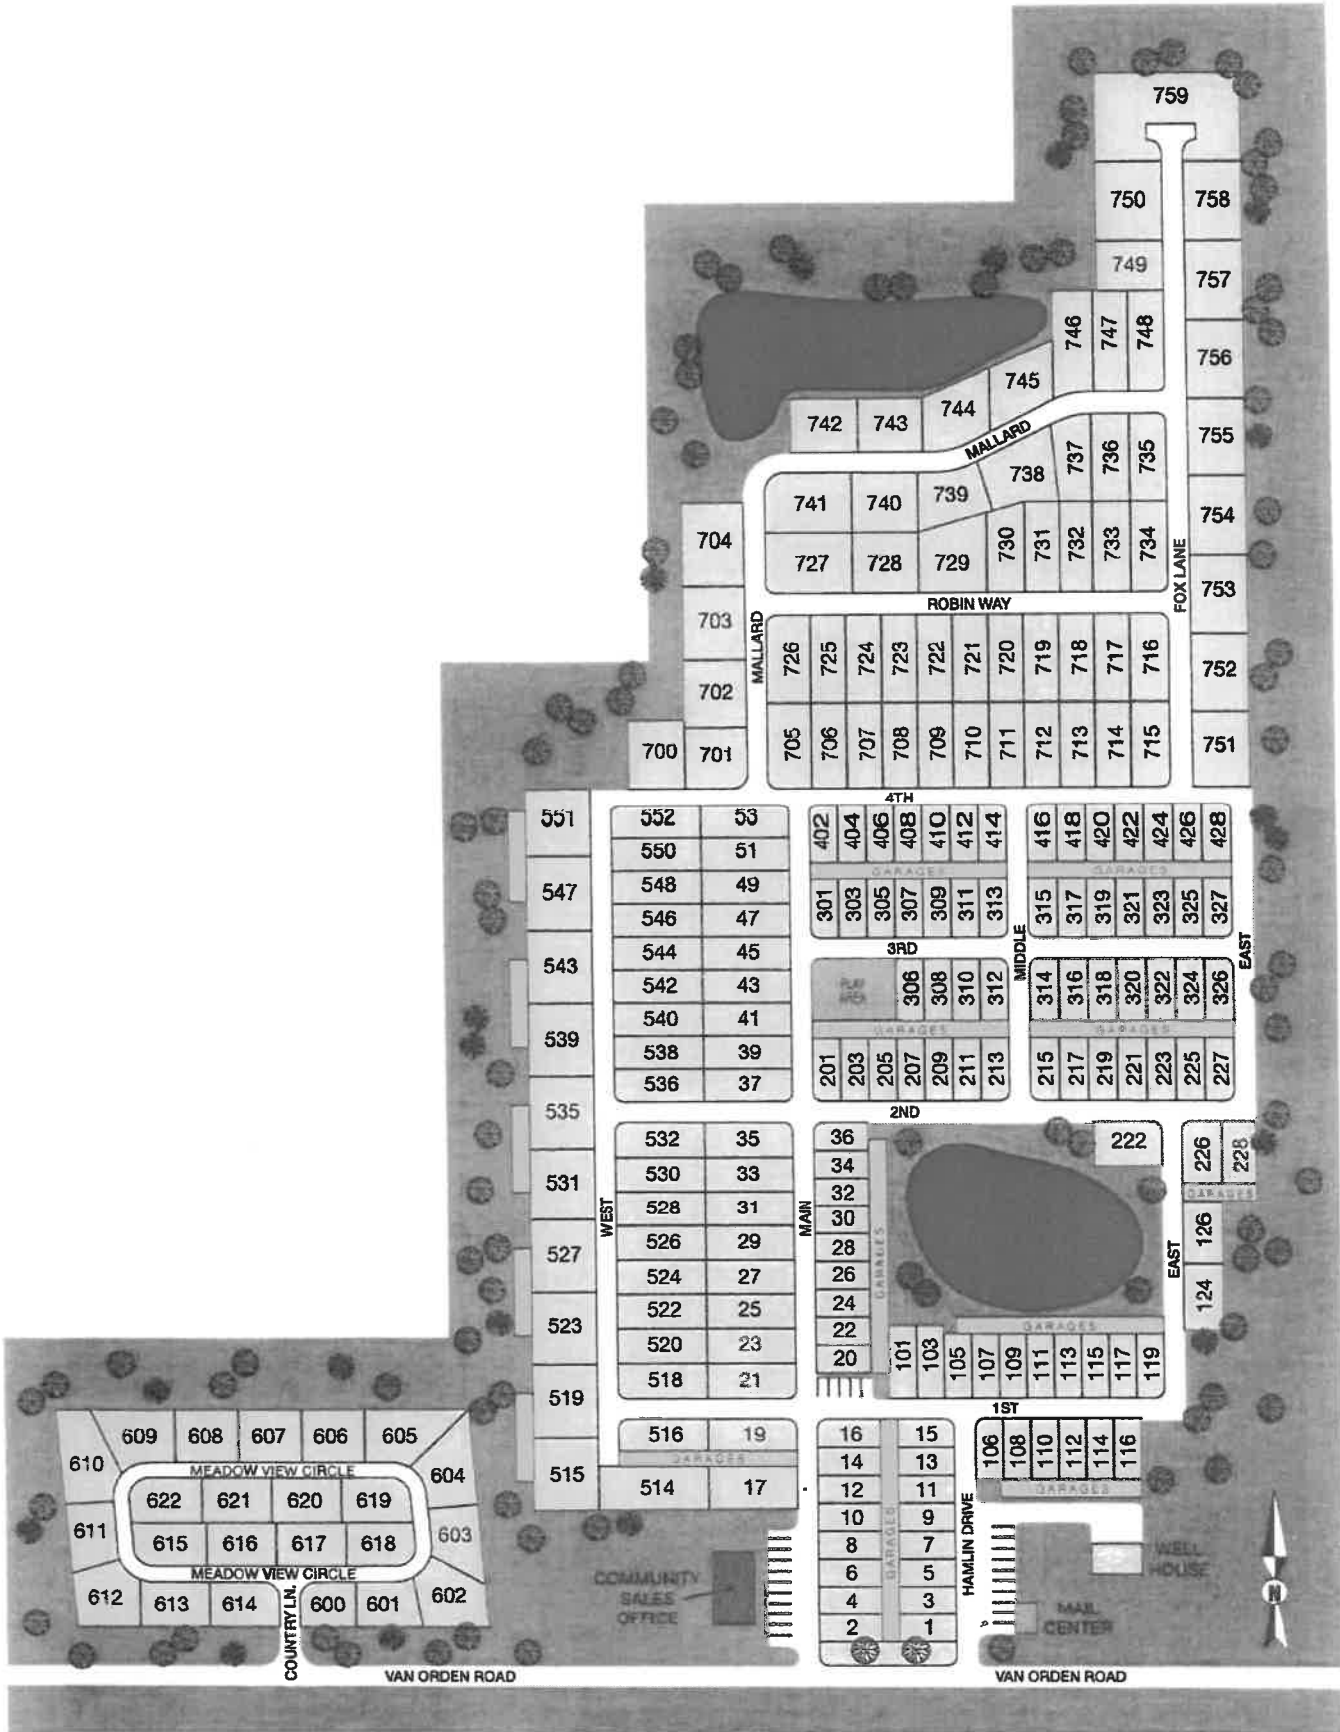 759
750 758
749 757
746 747 748
756
745
744
742 743
755
MALLARD
737 736 735
738
739
741 740
754
704
730 731 732 733 734
727 728 729
FOX LANE
753
ROBIN WAY
703
MALLARD
726 725 724 723 722 721 720 719 718 717 716
752
702
700 701
705 706 707 708 709 710 711 712 713 714 715
751
4TH
551
552 53
402 404 406 408 410 412 414
416 418 420 422 424 426 428
550 51
GARAGES GARAGES
547
548 49
301 303 305 307 309 311 313
315 317 319 321 323 325 327
546 47
3RD
MIDDLE
EAST
543
544 45
PLAY
AREA
306 308 310 312
314 316 318 320 322 324 326
542 43
540 41
GARAGES GARAGES
539
538 39
201 203 205 207 209 211 213
215 217 219 221 223 225 227
536 37
2ND
535
532 35
36
222
226 228
530 33
34
531
GARAGES
528 31
32
30
WEST
MAIN
526 29
28
GARAGES
126
EAST
527
524 27
26
124
522 25
24
523
GARAGES
520 23
22
518 21
20
101 103 105 107 109 111 113 115 117 119
519
1ST
516 19
16 15
106 108 110 112 114 116
GARAGES
14 13
515
514 17
12 11
GARAGES
10 9
GARAGES
HAMLIN DRIVE
8 7
6 5
4 3
2 1
609 608 607 606 605
610
604
MEADOW VIEW CIRCLE
622 621 620 619
611
615 616 617 618
603
MEADOW VIEW CIRCLE
612 613 614 600 601 602
COUNTRY LN.
COMMUNITY
SALES
OFFICE
WELL
HOUSE
MAIL
CENTER
N
VAN ORDEN ROAD
VAN ORDEN ROAD